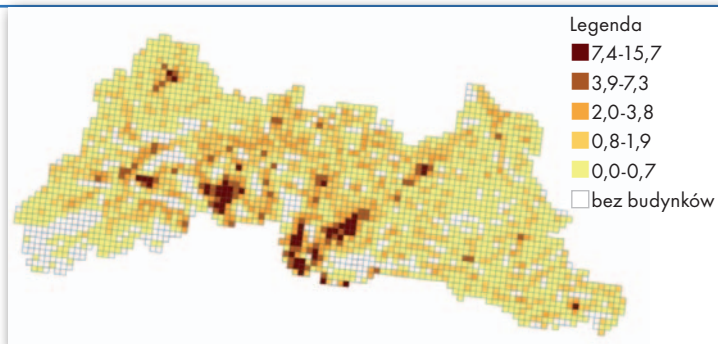 Legenda
7,4-15,7
3,9-7,3
2,0-3,8
0,8-1,9
0,0-0,7
bez budynków